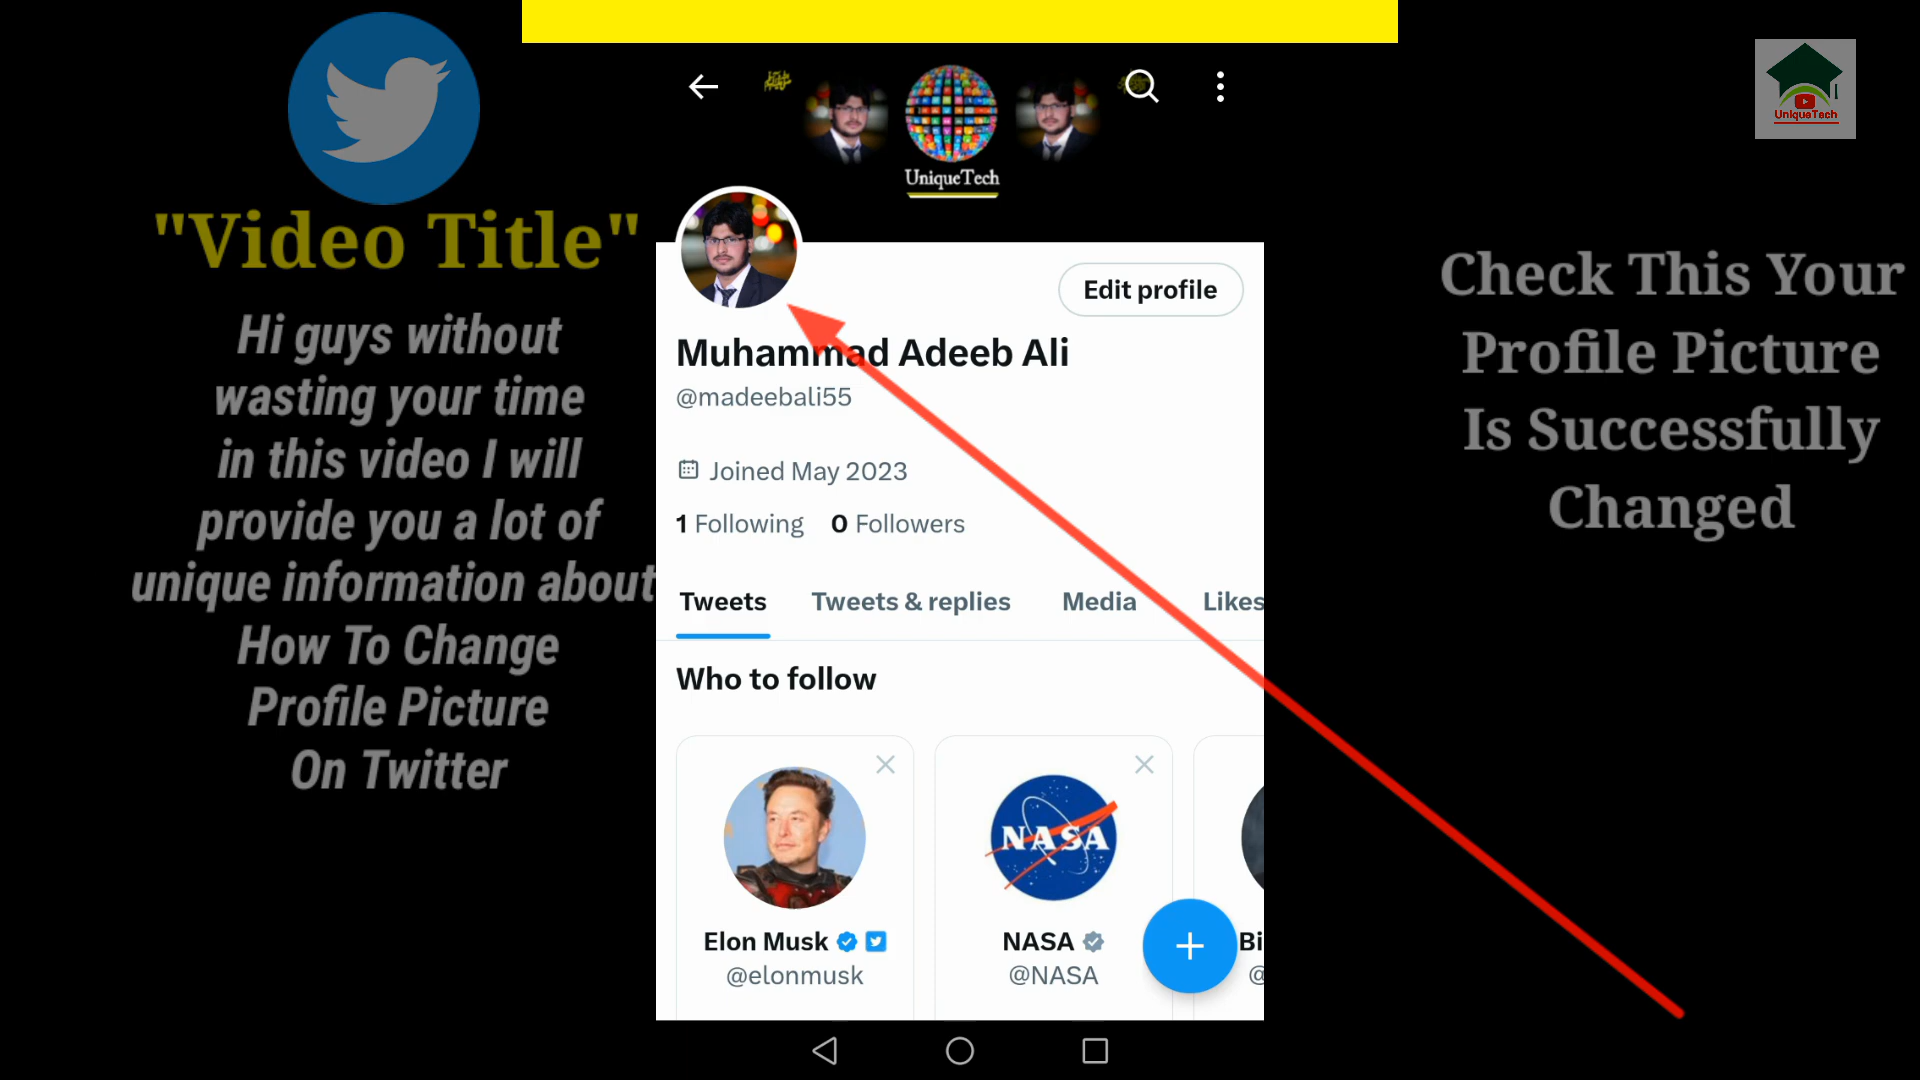 "Video Title"
Hi guys without
wasting your time
in this video I will
provide you a lot of
unique information about
How To Change
Profile Picture
On Twitter
UniqueTech
Edit profile
Muhammad Adeeb Ali
@madeebali55
Joined May 2023
1 Following 0 Followers
Tweets Tweets & replies Media Likes
Who to follow
Elon Musk
@elonmusk
NASA
NASA
@NASA
Bi
@
UniqueTech
Check This Your
Profile Picture
Is Successfully
Changed